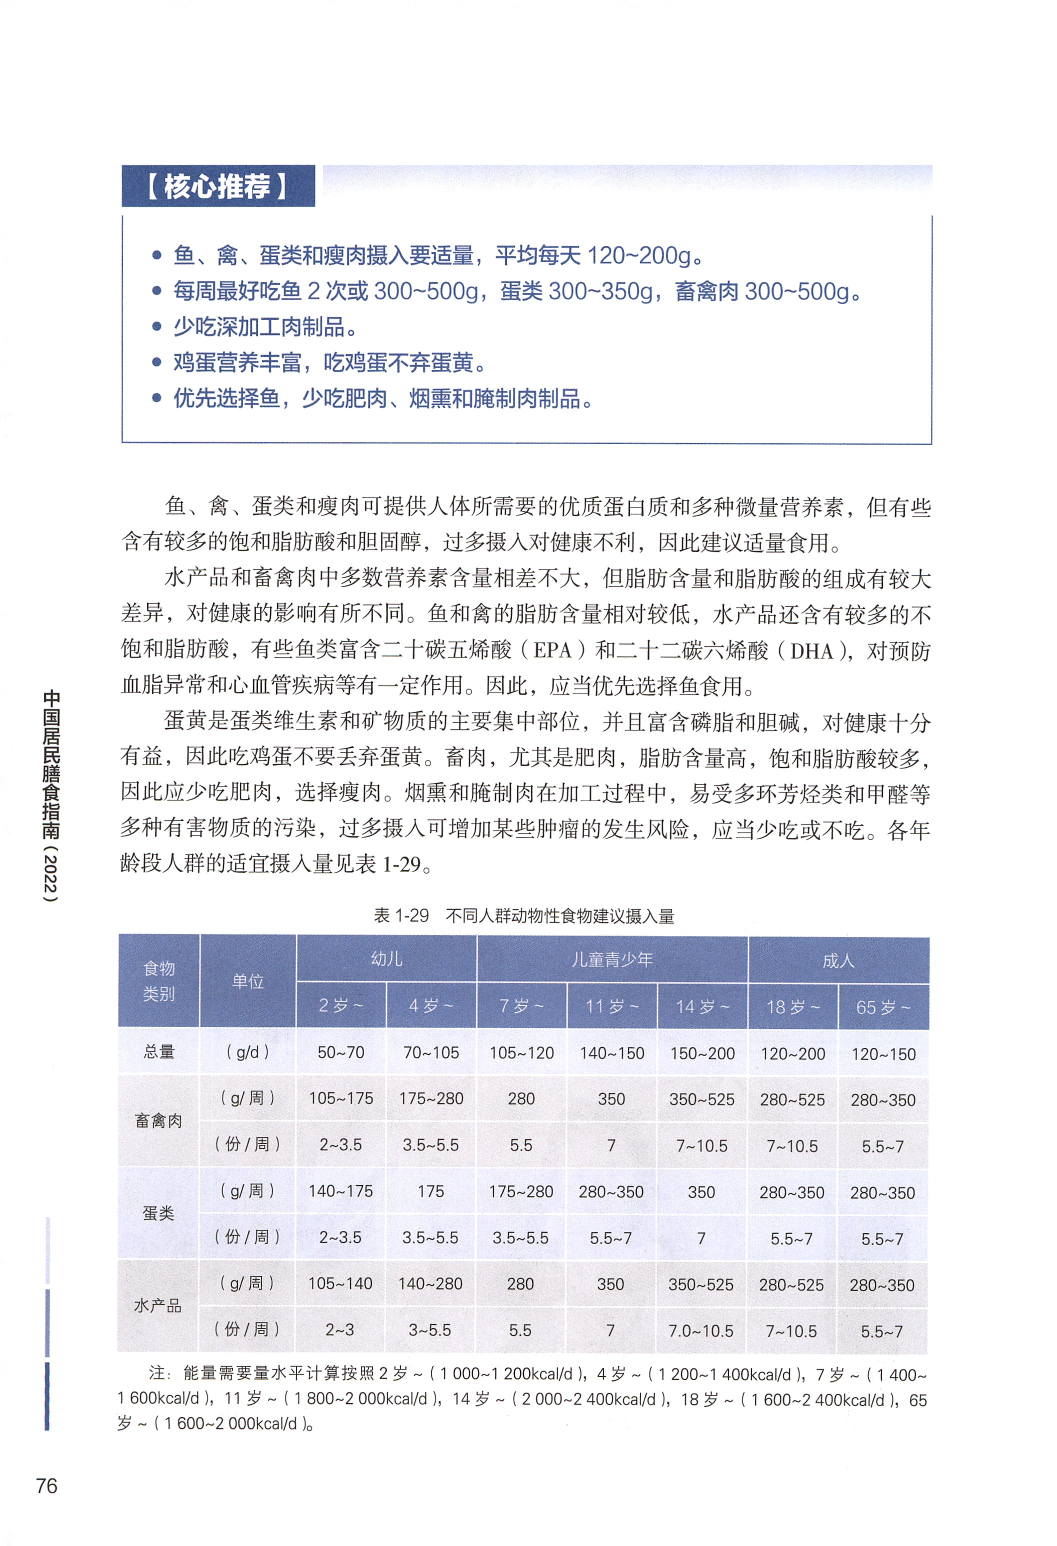 【核心推荐】
● 鱼、禽、蛋类和瘦肉摄入要适量，平均每天 120~200g。
● 每周最好吃鱼 2 次或 300~500g，蛋类 300~350g，畜禽肉 300~500g。
● 少吃深加工肉制品。
● 鸡蛋营养丰富，吃鸡蛋不弃蛋黄。
● 优先选择鱼，少吃肥肉、烟熏和腌制肉制品。
鱼、禽、蛋类和瘦肉可提供人体所需要的优质蛋白质和多种微量营养素，但有些
含有较多的饱和脂肪酸和胆固醇，过多摄入对健康不利，因此建议适量食用。
水产品和畜禽肉中多数营养素含量相差不大，但脂肪含量和脂肪酸的组成有较大
差异，对健康的影响有所不同。鱼和禽的脂肪含量相对较低，水产品还含有较多的不
饱和脂肪酸，有些鱼类富含二十碳五烯酸（EPA）和二十二碳六烯酸（DHA），对预防
血脂异常和心血管疾病等有一定作用。因此，应当优先选择鱼食用。
蛋黄是蛋类维生素和矿物质的主要集中部位，并且富含磷脂和胆碱，对健康十分
有益，因此吃鸡蛋不要丢弃蛋黄。畜肉，尤其是肥肉，脂肪含量高，饱和脂肪酸较多，
因此应少吃肥肉，选择瘦肉。烟熏和腌制肉在加工过程中，易受多环芳烃类和甲醛等
多种有害物质的污染，过多摄入可增加某些肿瘤的发生风险，应当少吃或不吃。各年
龄段人群的适宜摄入量见表 1-29。
表 1-29 不同人群动物性食物建议摄入量
食物类别 单位 幼儿 儿童青少年 成人
2岁~ 4岁~ 7岁~ 11岁~ 14岁~ 18岁~ 65岁~
总量 （g/d） 50~70 70~105 105~120 140~150 150~200 120~200 120~150
畜禽肉 （g/周） 105~175 175~280 280 350 350~525 280~525 280~350
（份/周） 2~3.5 3.5~5.5 5.5 7 7~10.5 7~10.5 5.5~7
蛋类 （g/周） 140~175 175 175~280 280~350 350 280~350 280~350
（份/周） 2~3.5 3.5~5.5 3.5~5.5 5.5~7 7 5.5~7 5.5~7
水产品 （g/周） 105~140 140~280 280 350 350~525 280~525 280~350
（份/周） 2~3 3~5.5 5.5 7 7.0~10.5 7~10.5 5.5~7
注：能量需要量水平计算按照 2 岁 ~（1 000~1 200kcal/d），4 岁 ~（1 200~1 400kcal/d），7 岁 ~（1 400~
1 600kcal/d），11 岁 ~（1 800~2 000kcal/d），14 岁 ~（2 000~2 400kcal/d），18 岁 ~（1 600~2 400kcal/d），65
岁 ~（1 600~2 000kcal/d）。
中国居民膳食指南（2022）
76